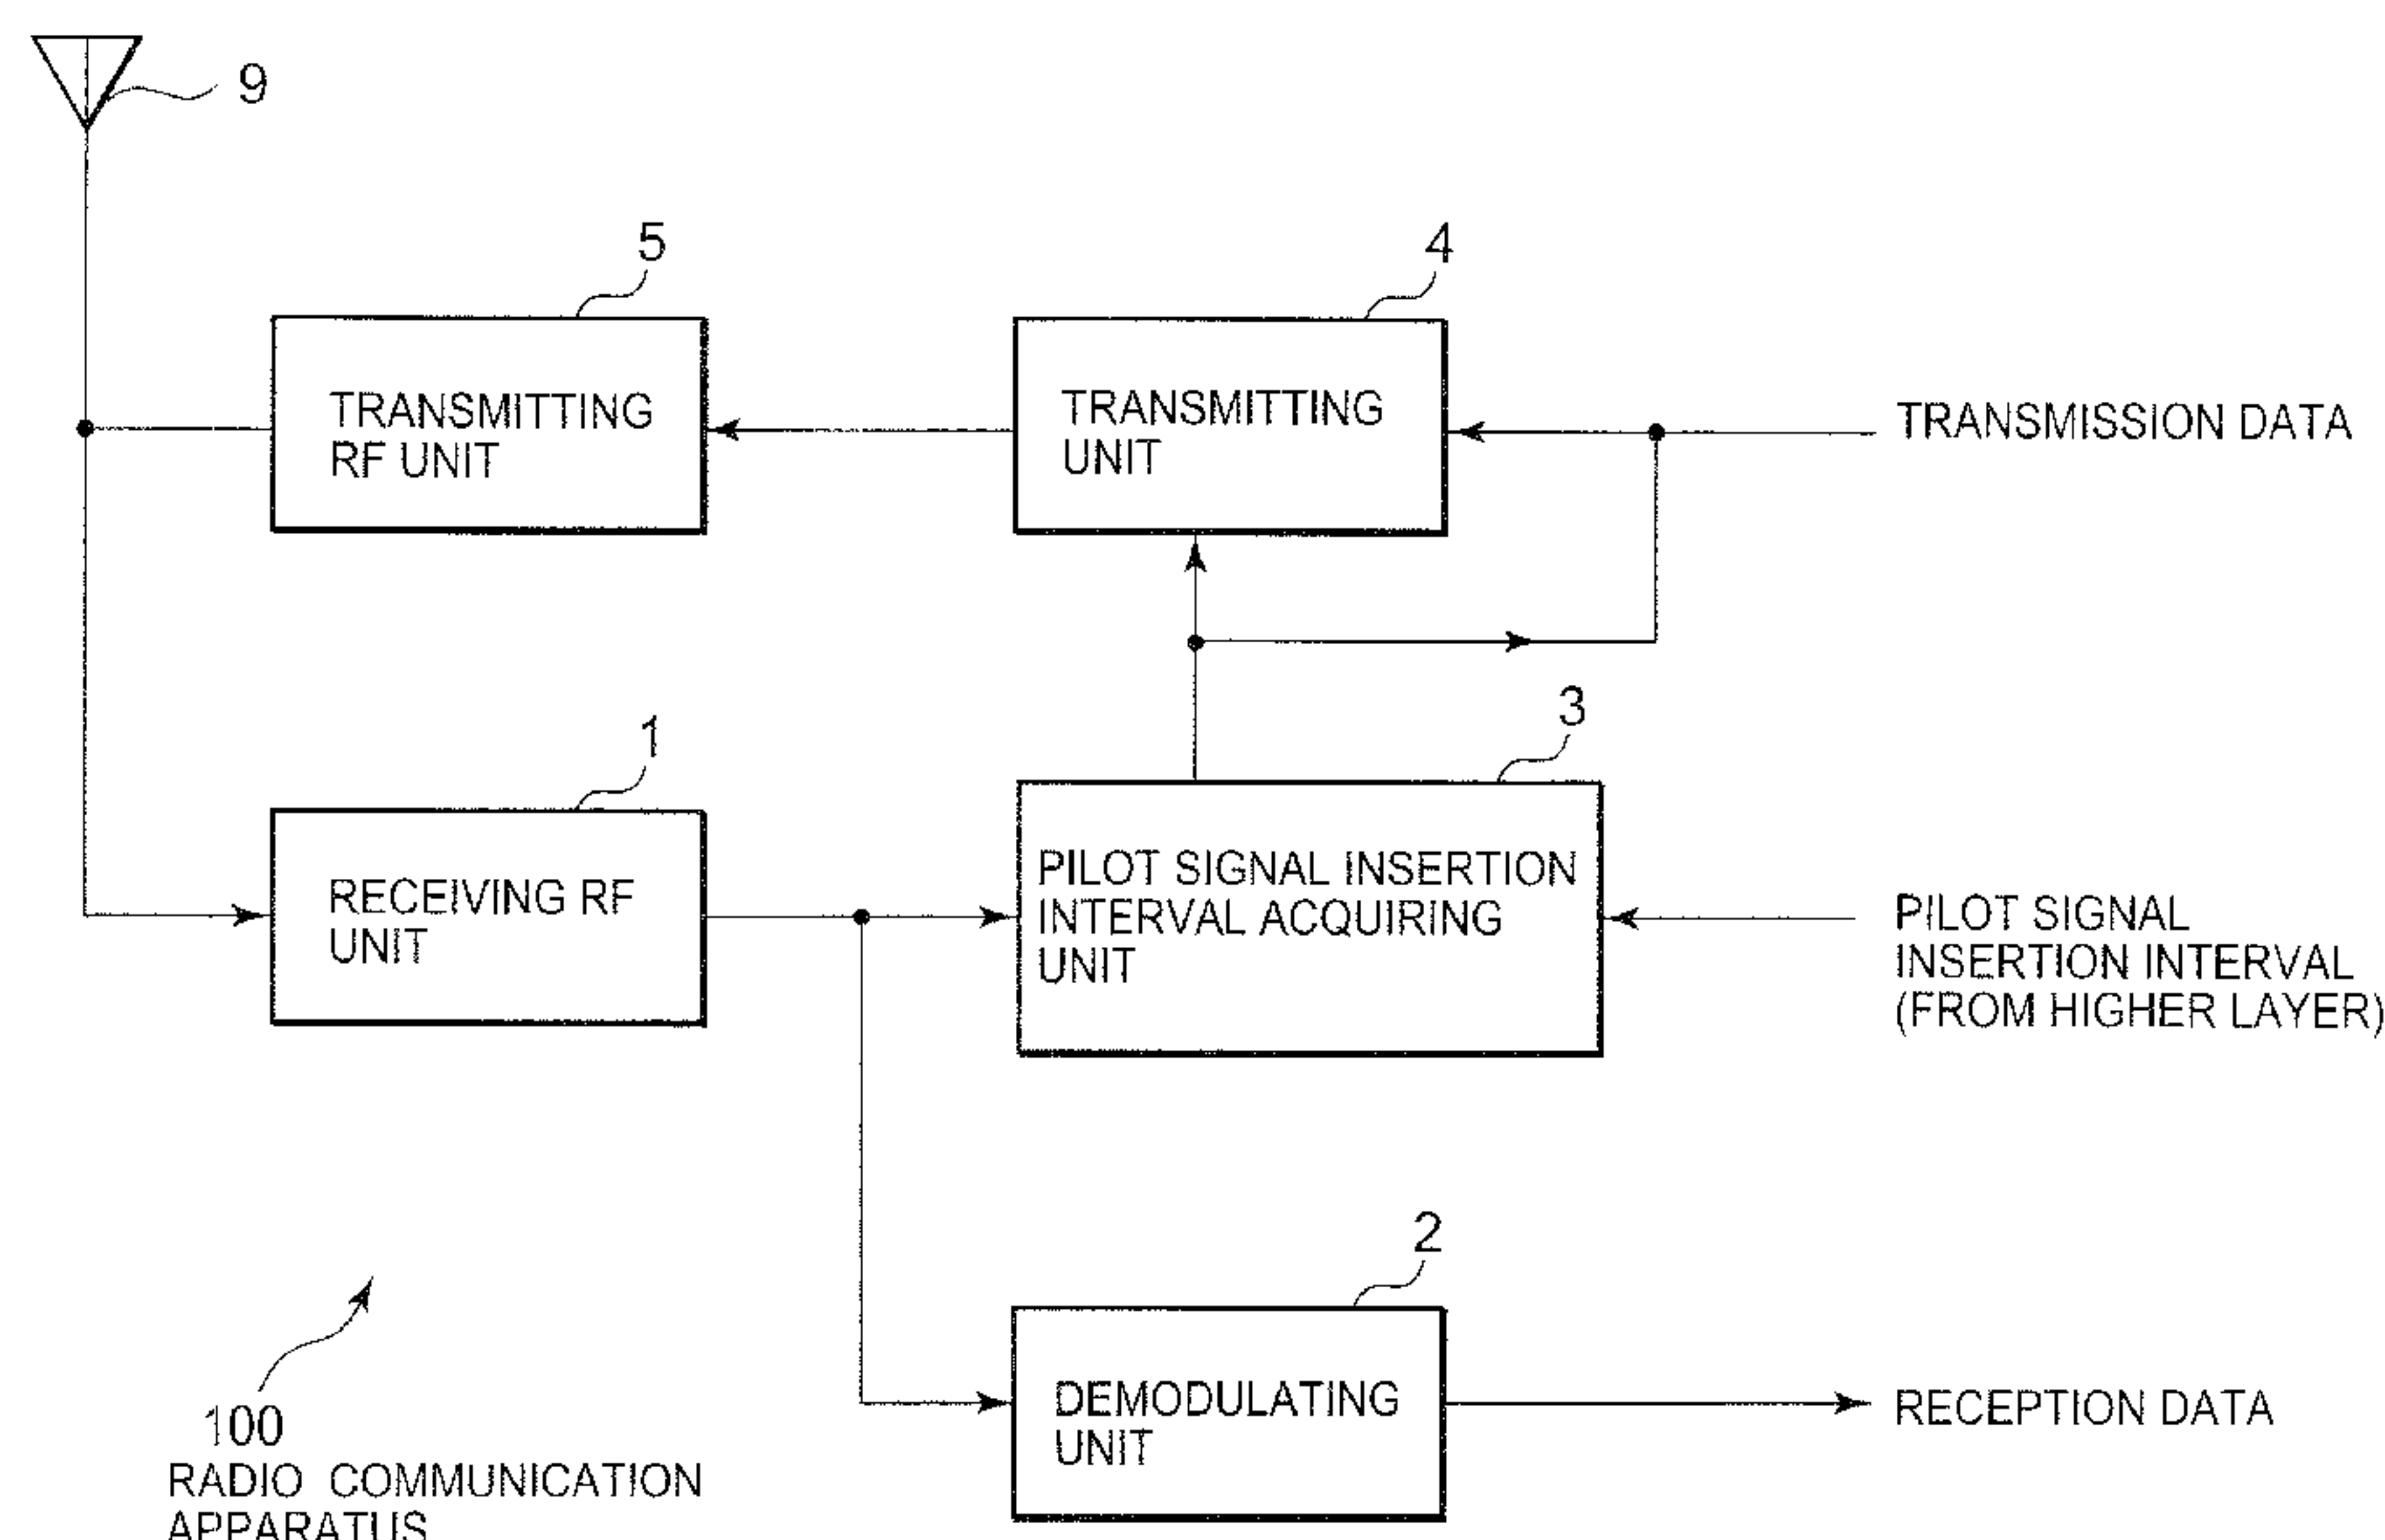 9
5
4
TRANSMITTING
RF UNIT
TRANSMITTING
UNIT
TRANSMISSION DATA
1
3
RECEIVING RF
UNIT
PILOT SIGNAL INSERTION
INTERVAL ACQUIRING
UNIT
PILOT SIGNAL
INSERTION INTERVAL
(FROM HIGHER LAYER)
2
DEMODULATING
UNIT
RECEPTION DATA
100
RADIO COMMUNICATION
APPARATUS